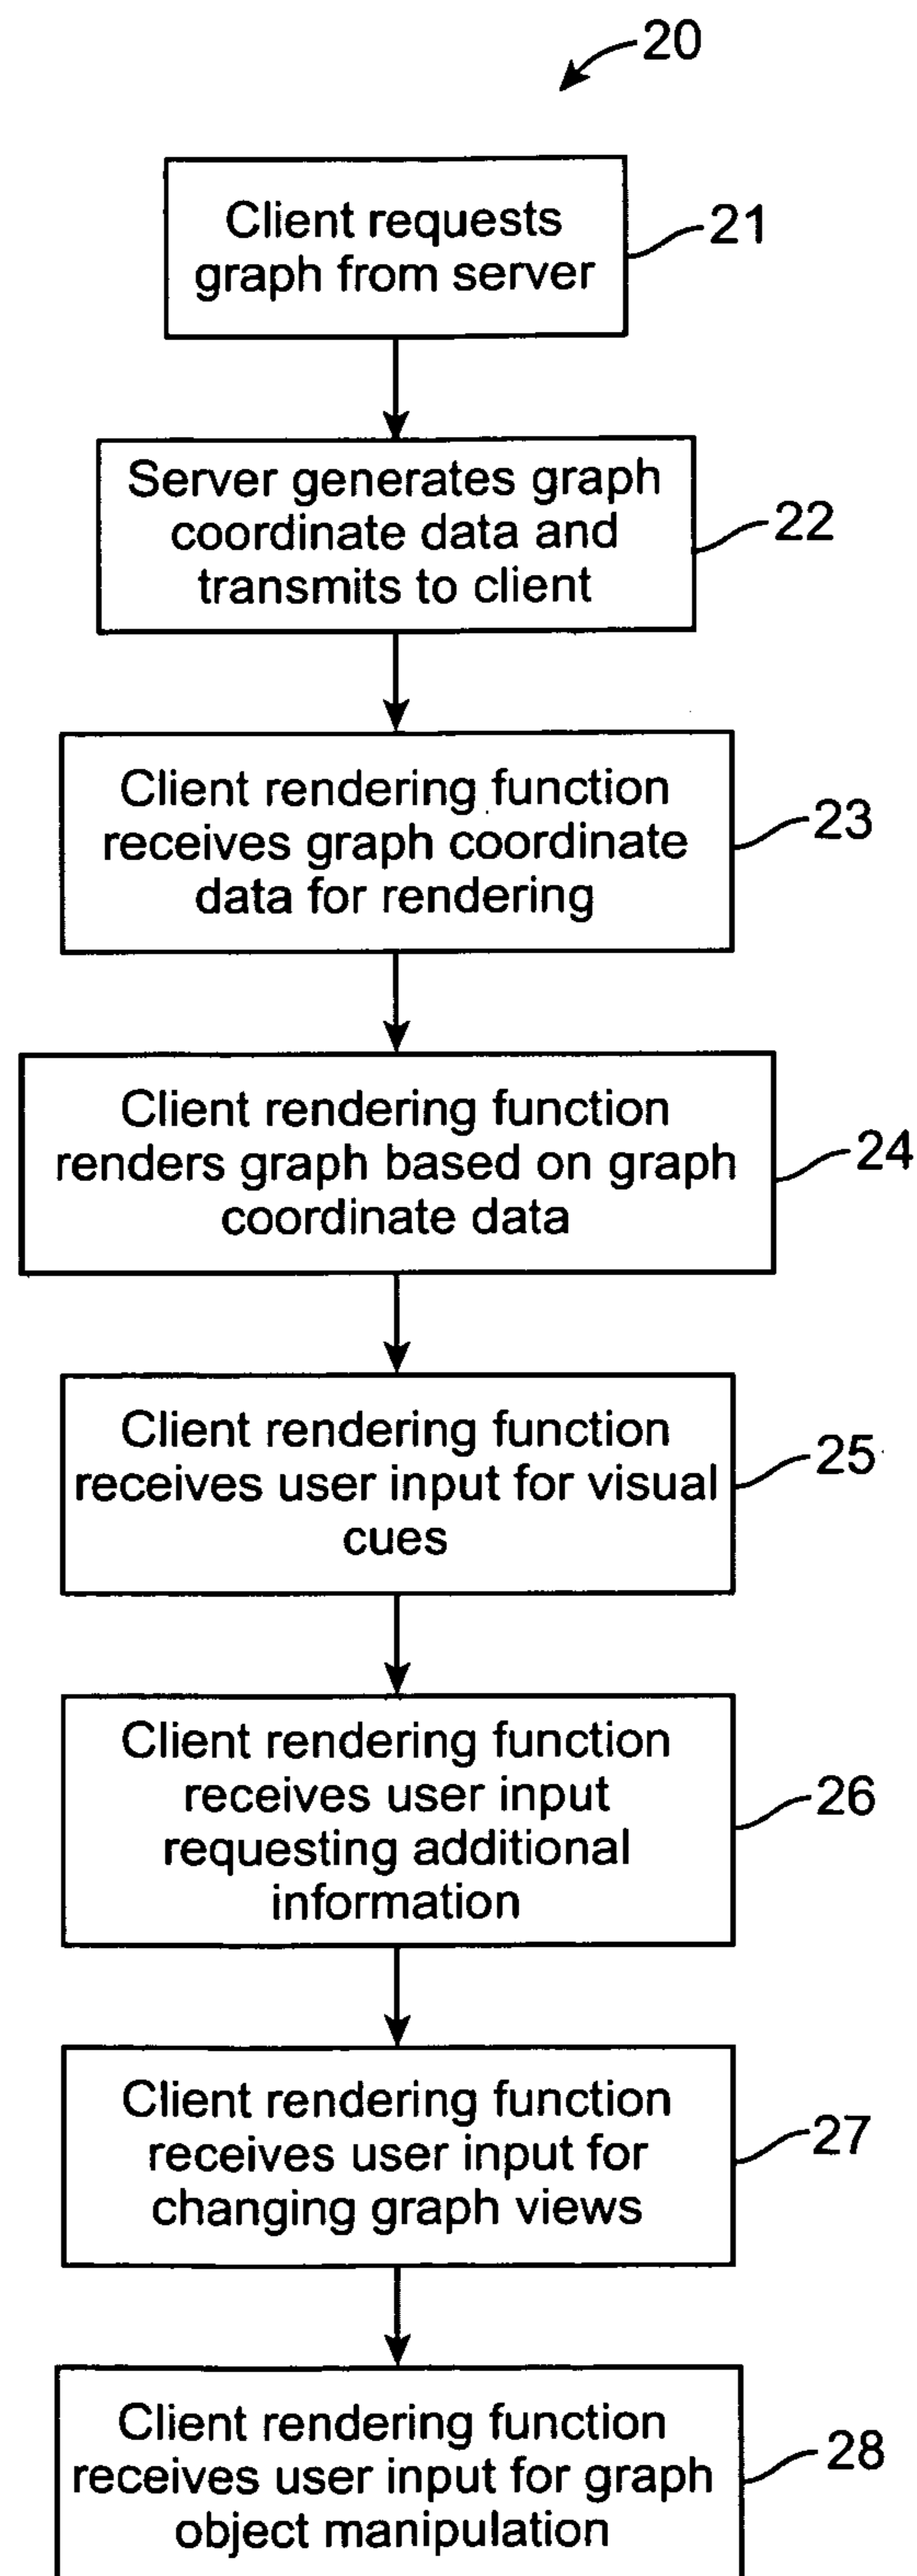 20
Client requests
graph from server
21
Server generates graph
coordinate data and
transmits to client
22
Client rendering function
receives graph coordinate
data for rendering
23
Client rendering function
renders graph based on graph
coordinate data
24
Client rendering function
receives user input for visual
cues
25
Client rendering function
receives user input
requesting additional
information
26
Client rendering function
receives user input for
changing graph views
27
Client rendering function
receives user input for graph
object manipulation
28